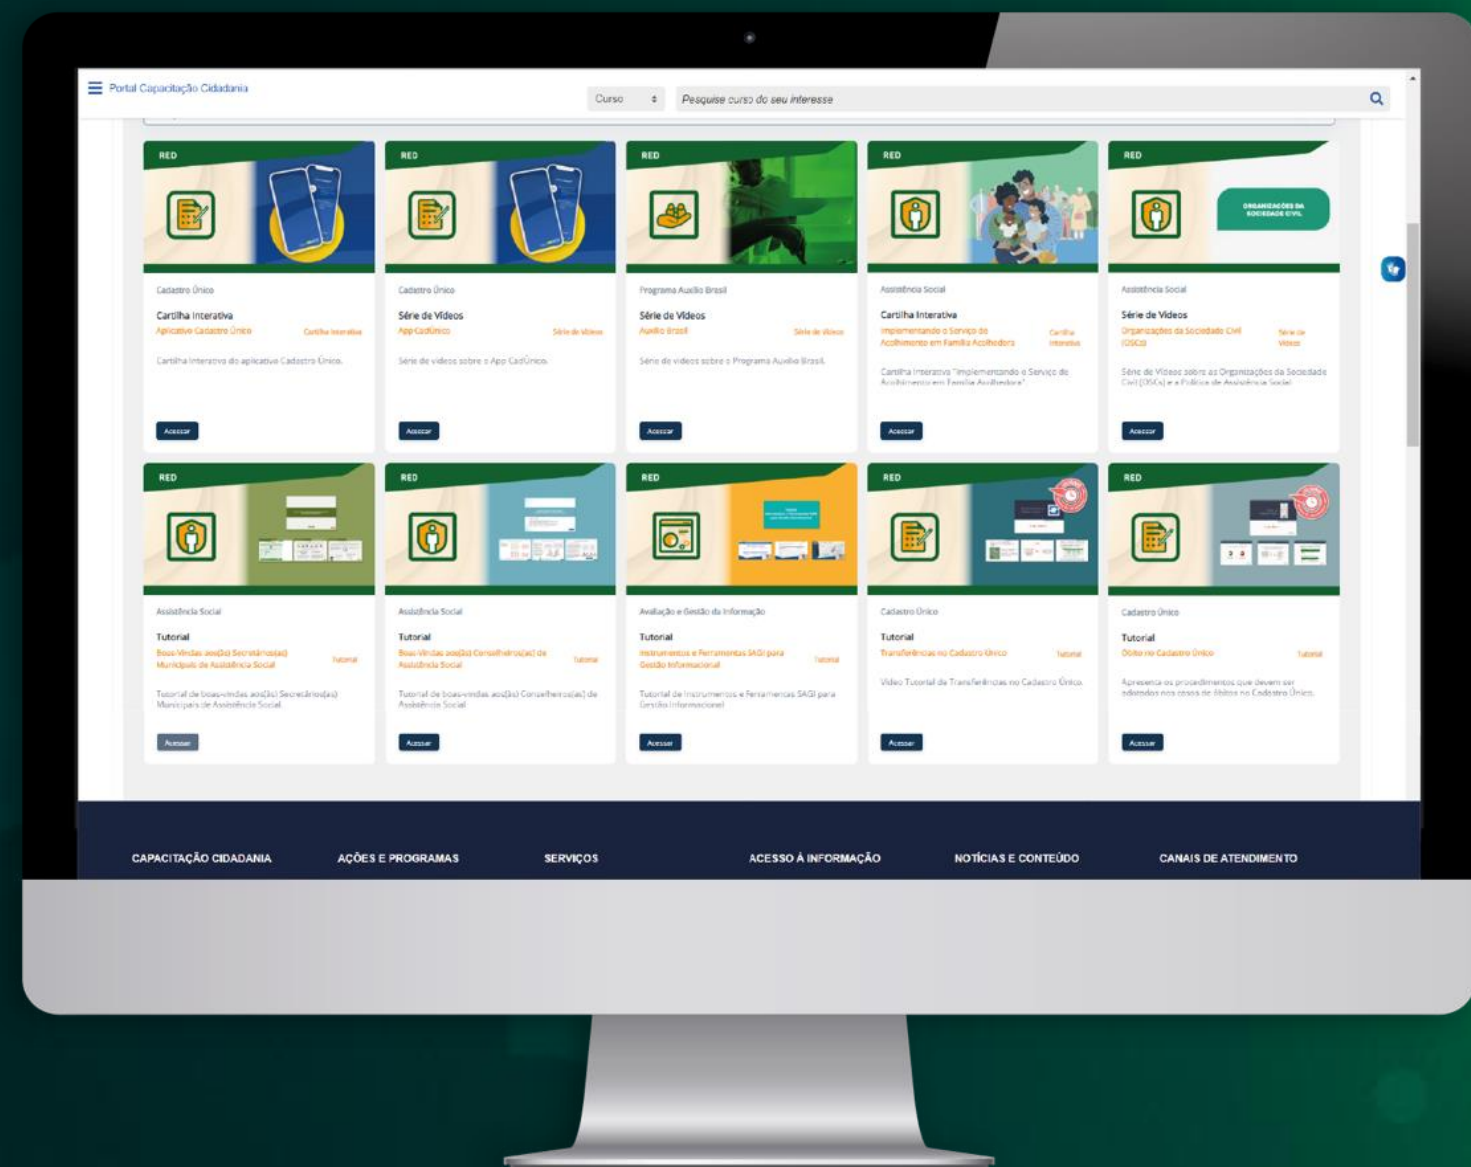 Portal Capacitação Cidadania
Curso
Pesquise curso do seu interesse
RED
RED
RED
RED
RED
ORGANIZAÇÕES DA
SOCIEDADE CIVIL
Cadastro Único
Cartilha Interativa
Aplicativo Cadastro Único
Cartilha Interativa
Cartilha Interativa do aplicativo Cadastro Único.
Acessar
Cadastro Único
Série de Vídeos
App CadÚnico
Série de Vídeos
Série de vídeos sobre o App CadÚnico.
Acessar
Programa Auxílio Brasil
Série de Vídeos
Auxílio Brasil
Série de Vídeos
Série de vídeos sobre o Programa Auxílio Brasil.
Acessar
Assistência Social
Cartilha Interativa
Implementando o Serviço de
Acolhimento em Família Acolhedora
Cartilha
Interativa
Cartilha Interativa "Implementando o Serviço de
Acolhimento em Família Acolhedora"
Acessar
Assistência Social
Série de Vídeos
Organizações da Sociedade Civil
(OSCs)
Série de
Vídeos
Série de Vídeos sobre as Organizações da Sociedade
Civil (OSCs) e a Política de Assistência Social
Acessar
RED
RED
RED
RED
RED
Assistência Social
Tutorial
Boas-Vindas aos(às) Secretários(as)
Municipais de Assistência Social
Tutorial
Tutorial de boas-vindas aos(às) Secretários(as)
Municipais de Assistência Social.
Acessar
Assistência Social
Tutorial
Boas-Vindas aos(às) Conselheiros(as) de
Assistência Social
Tutorial
Tutorial de boas-vindas aos(às) Conselheiros(as) de
Assistência Social
Acessar
Avaliação e Gestão da Informação
Tutorial
Instrumentos e Ferramentas SAGI para
Gestão Informacional
Tutorial
Tutorial de Instrumentos e Ferramentas SAGI para
Gestão Informacional
Acessar
Cadastro Único
Tutorial
Transferências no Cadastro Único
Tutorial
Vídeo Tutorial de Transferências no Cadastro Único.
Acessar
Cadastro Único
Tutorial
Óbito no Cadastro Único
Tutorial
Apresenta os procedimentos que devem ser
adotados nos casos de óbitos no Cadastro Único.
Acessar
CAPACITAÇÃO CIDADANIA
AÇÕES E PROGRAMAS
SERVIÇOS
ACESSO À INFORMAÇÃO
NOTÍCIAS E CONTEÚDO
CANAIS DE ATENDIMENTO